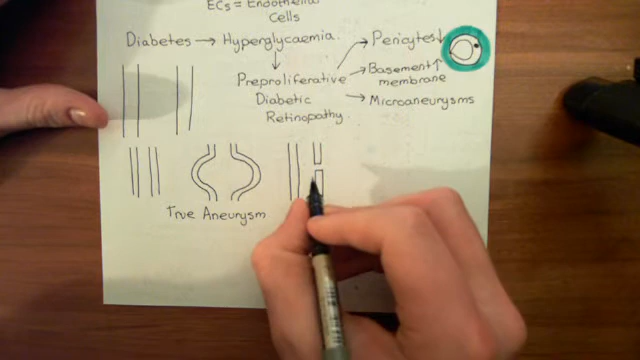 ECs = Endothelial
Cells
Diabetes → Hyperglycaemia.
Pericytes↓
Basement↑
membrane
Microaneurysms
Preproliferative
Diabetic
Retinopathy.
True Aneurysm